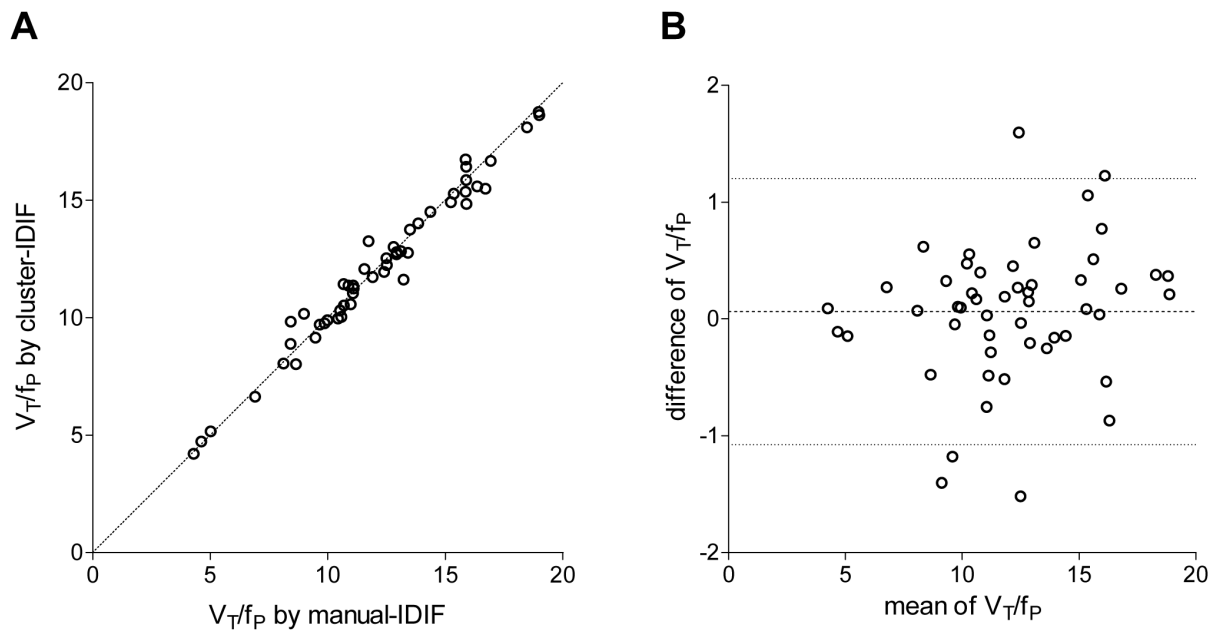 A
B
20
15
10
5
0
0 5 10 15 20
V_T/f_P by cluster-IDIF
V_T/f_P by manual-IDIF
2
1
0
-1
-2
0 5 10 15 20
difference of V_T/f_P
mean of V_T/f_P